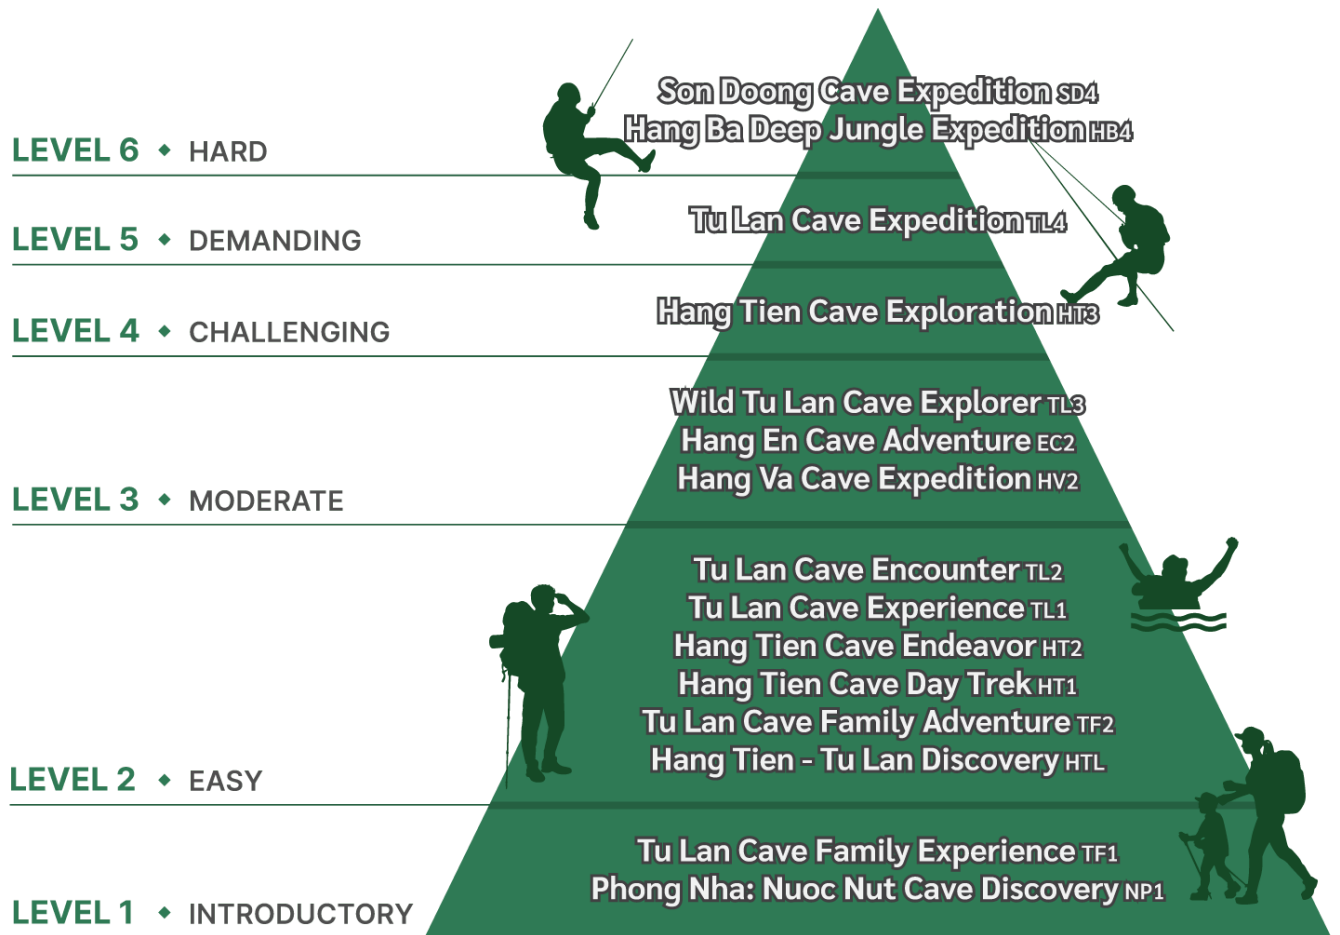 Son Doong Cave Expedition SD4
Hang Ba Deep Jungle Expedition HB4
LEVEL 6 ◆ HARD
Tu Lan Cave Expedition TL4
LEVEL 5 ◆ DEMANDING
Hang Tien Cave Exploration HT3
LEVEL 4 ◆ CHALLENGING
Wild Tu Lan Cave Explorer TL3
Hang En Cave Adventure EC2
Hang Va Cave Expedition HV2
LEVEL 3 ◆ MODERATE
Tu Lan Cave Encounter TL2
Tu Lan Cave Experience TL1
Hang Tien Cave Endeavor HT2
Hang Tien Cave Day Trek HT1
Tu Lan Cave Family Adventure TF2
Hang Tien - Tu Lan Discovery HTL
LEVEL 2 ◆ EASY
Tu Lan Cave Family Experience TF1
Phong Nha: Nuoc Nut Cave Discovery NP1
LEVEL 1 ◆ INTRODUCTORY